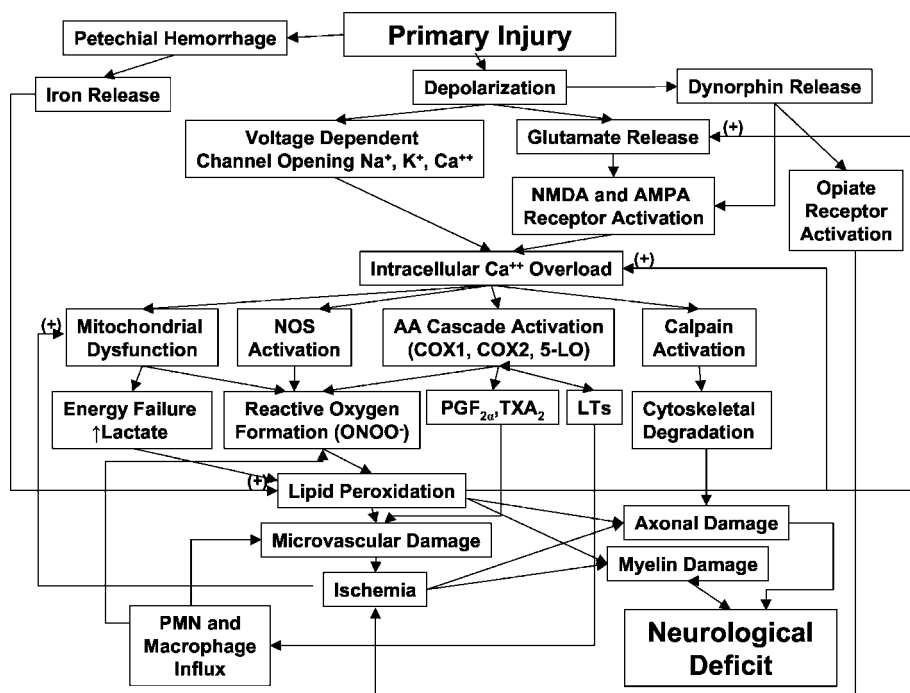 Primary Injury
Petechial Hemorrhage
Iron Release
Depolarization
Dynorphin Release
Voltage Dependent
Channel Opening Na⁺, K⁺, Ca⁺⁺
Glutamate Release
(+)
NMDA and AMPA
Receptor Activation
Opiate
Receptor
Activation
Intracellular Ca⁺⁺ Overload
(+)
(+)
Mitochondrial
Dysfunction
NOS
Activation
AA Cascade Activation
(COX1, COX2, 5-LO)
Calpain
Activation
Energy Failure
↑Lactate
Reactive Oxygen
Formation (ONOO⁻)
PGF₂α,TXA₂
LTs
Cytoskeletal
Degradation
(+)
Lipid Peroxidation
Axonal Damage
Microvascular Damage
Myelin Damage
Ischemia
PMN and
Macrophage
Influx
Neurological
Deficit